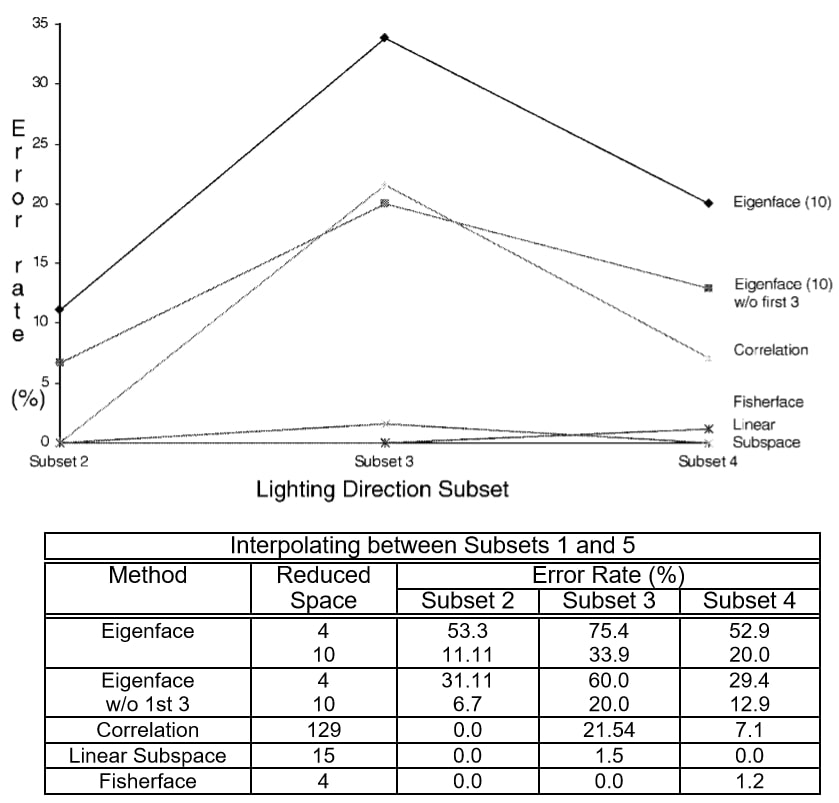 35
30
25
20
15
10
5
0
Error rate (%)
Eigenface (10)
Eigenface (10)
w/o first 3
Correlation
Fisherface
Linear
Subspace
Subset 2 Subset 3 Subset 4
Lighting Direction Subset
Interpolating between Subsets 1 and 5
Method Reduced Error Rate (%)
Space Subset 2 Subset 3 Subset 4
Eigenface 4 53.3 75.4 52.9
10 11.11 33.9 20.0
Eigenface 4 31.11 60.0 29.4
w/o 1st 3 10 6.7 20.0 12.9
Correlation 129 0.0 21.54 7.1
Linear Subspace 15 0.0 1.5 0.0
Fisherface 4 0.0 0.0 1.2